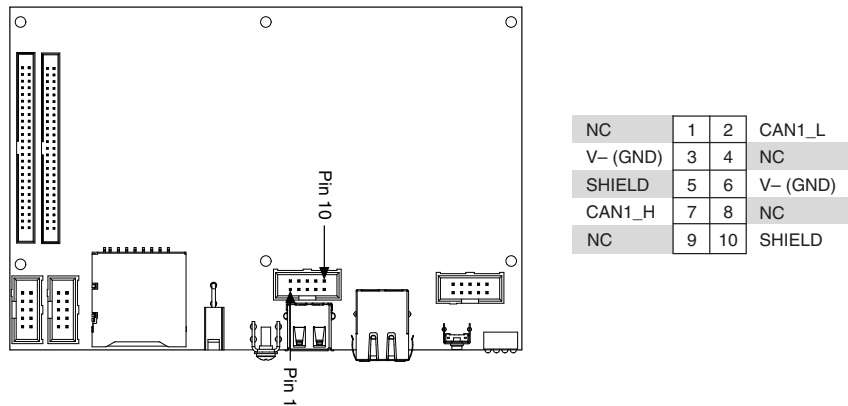 Pin 10
Pin 1
NC 1 2 CAN1_L
V– (GND) 3 4 NC
SHIELD 5 6 V– (GND)
CAN1_H 7 8 NC
NC 9 10 SHIELD